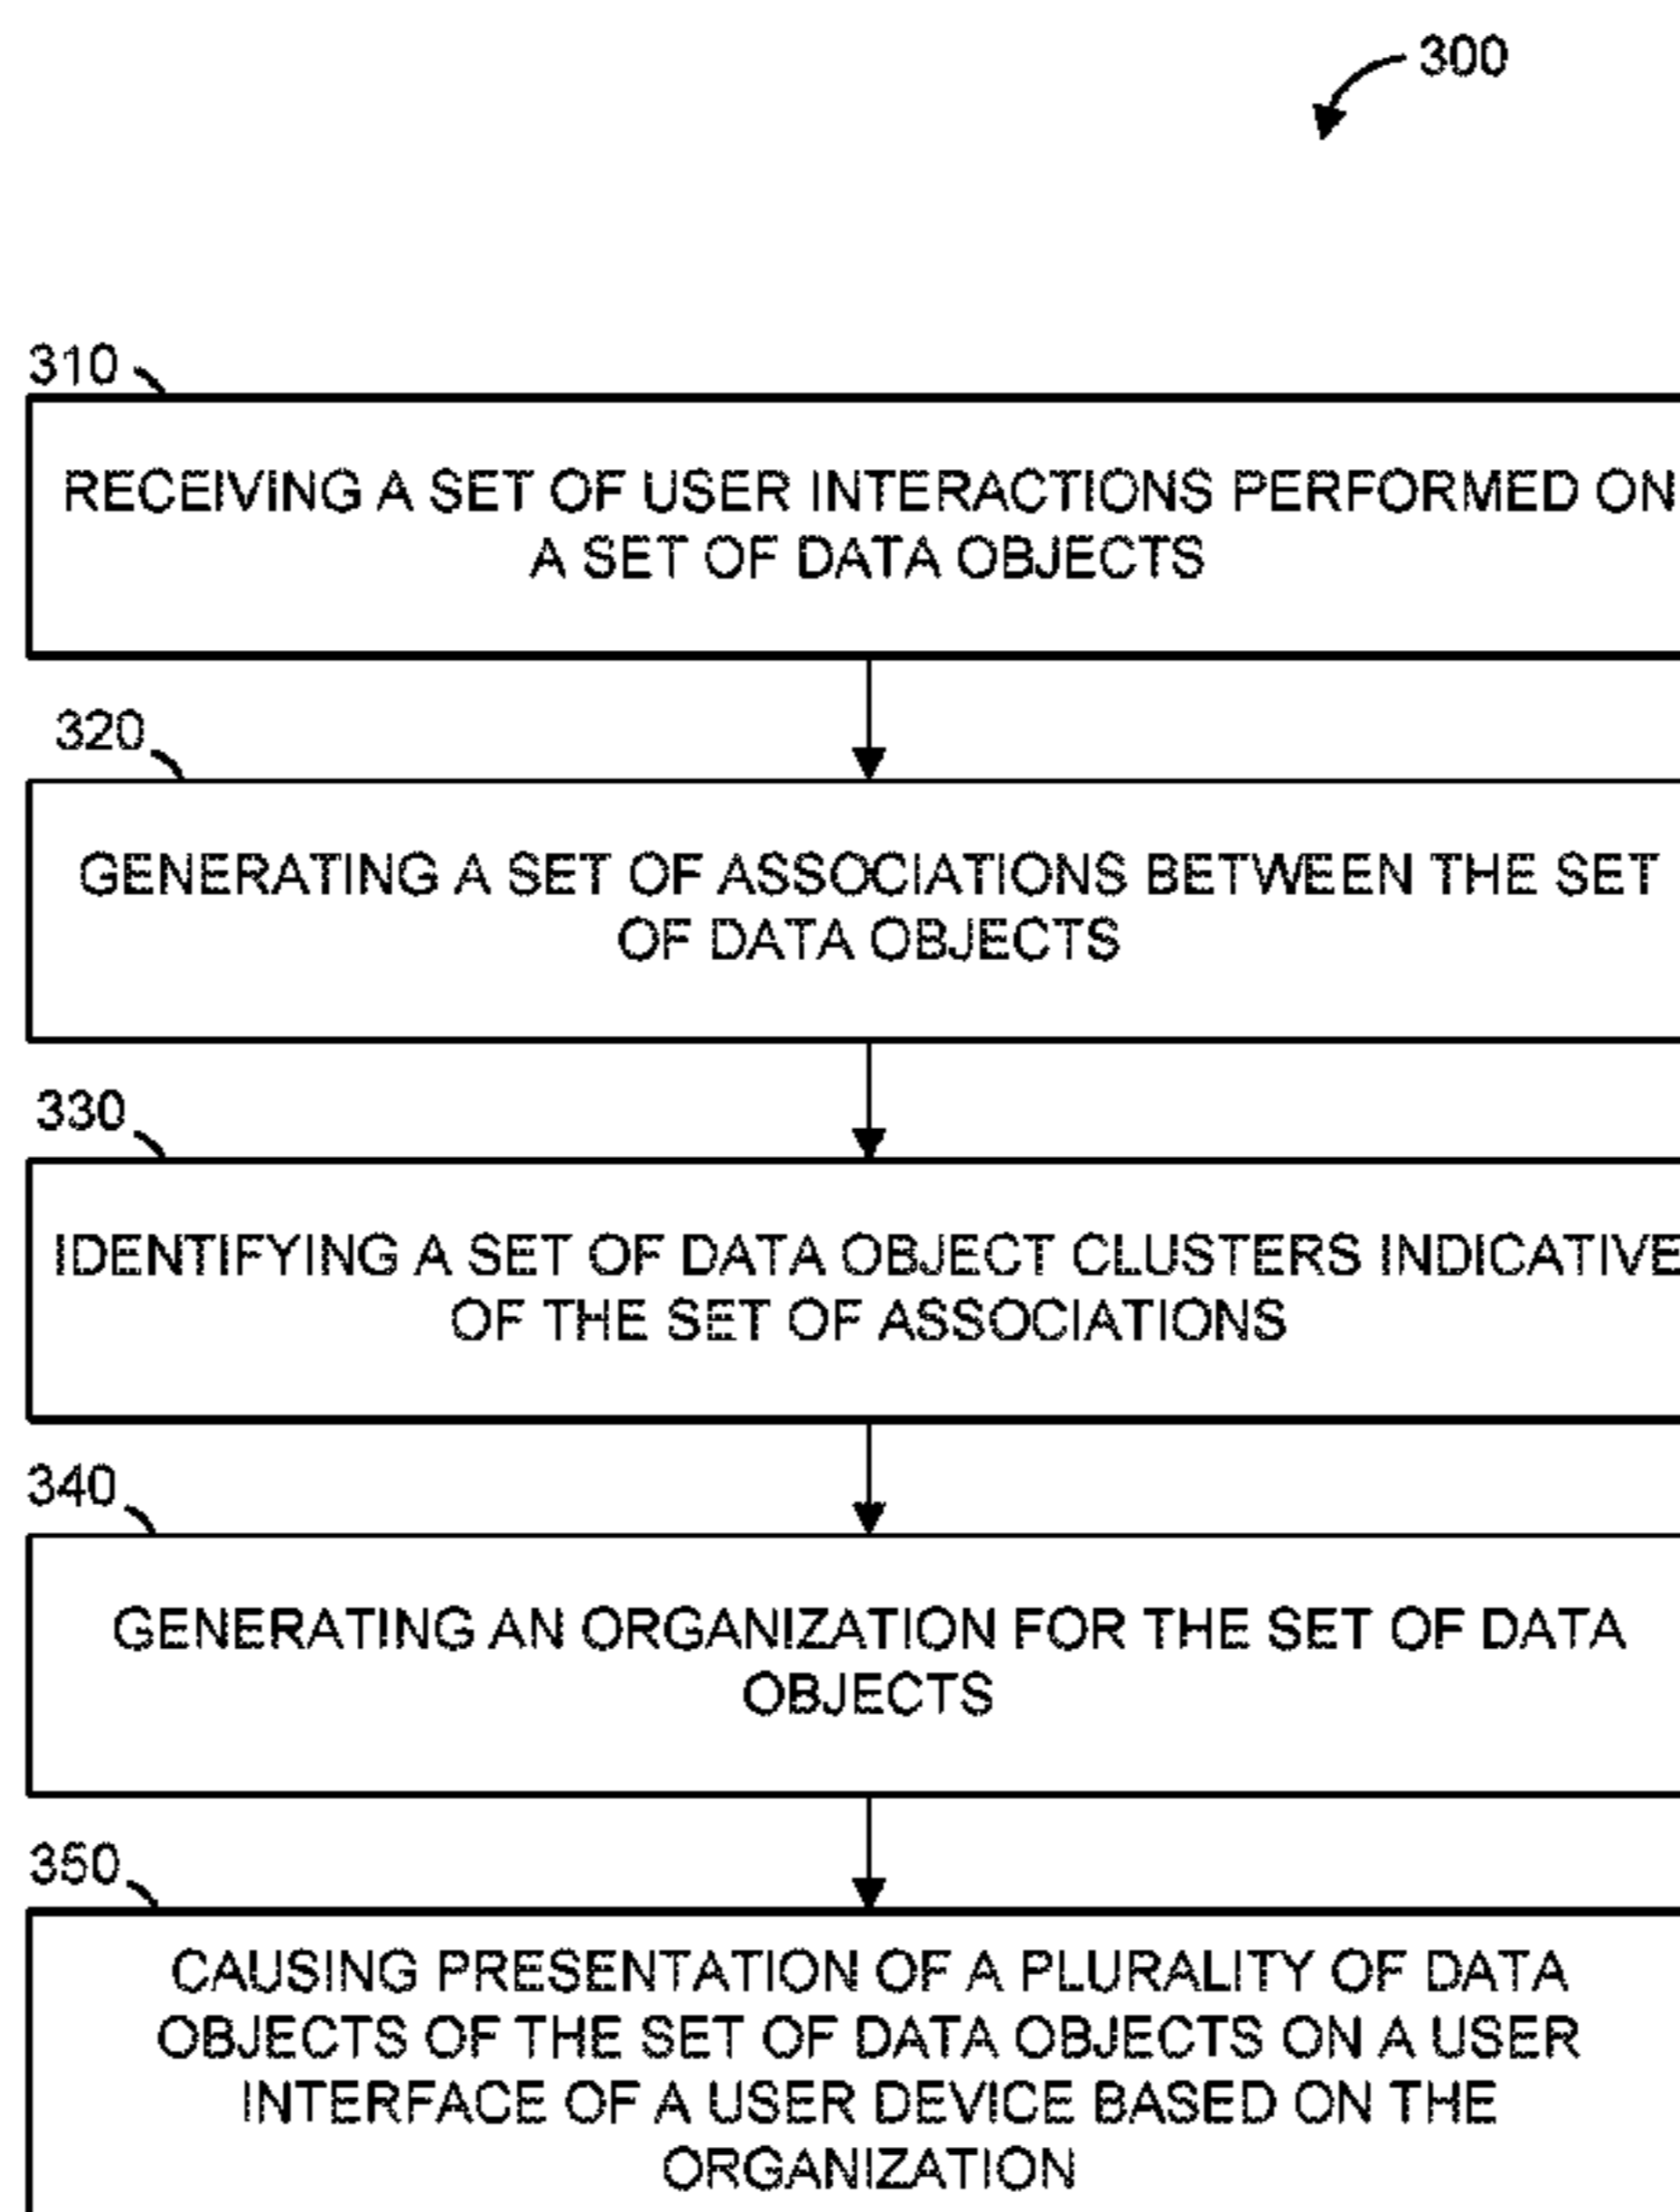 300
310
RECEIVING A SET OF USER INTERACTIONS PERFORMED ON
A SET OF DATA OBJECTS
320
GENERATING A SET OF ASSOCIATIONS BETWEEN THE SET
OF DATA OBJECTS
330
IDENTIFYING A SET OF DATA OBJECT CLUSTERS INDICATIVE
OF THE SET OF ASSOCIATIONS
340
GENERATING AN ORGANIZATION FOR THE SET OF DATA
OBJECTS
350
CAUSING PRESENTATION OF A PLURALITY OF DATA
OBJECTS OF THE SET OF DATA OBJECTS ON A USER
INTERFACE OF A USER DEVICE BASED ON THE
ORGANIZATION